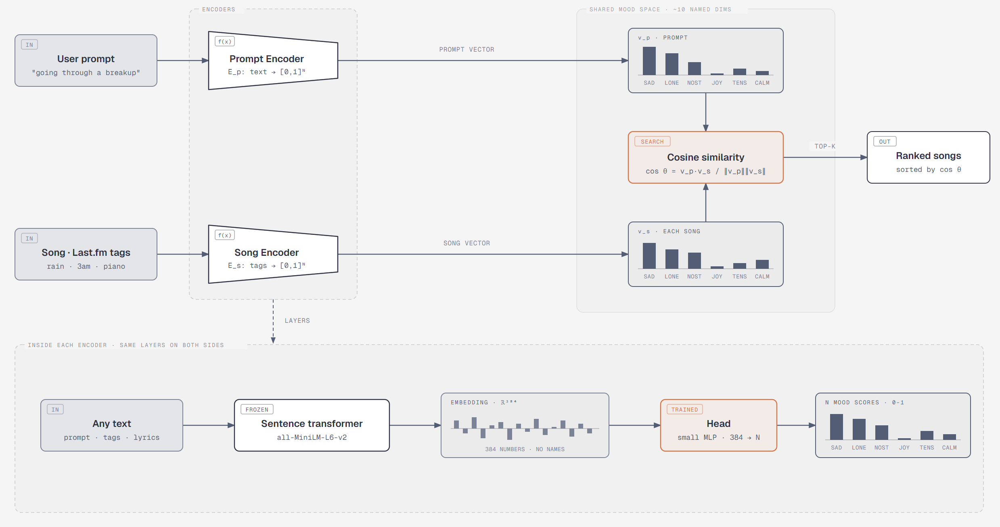 ENCODERS
SHARED MOOD SPACE · ~10 NAMED DIMS
IN
User prompt
"going through a breakup"
f(x)
Prompt Encoder
E_p: text → [0,1]ᴺ
PROMPT VECTOR
v_p · PROMPT
SAD LONE NOST JOY TENS CALM
SEARCH
Cosine similarity
cos θ = v_p·v_s / ‖v_p‖‖v_s‖
TOP-K
OUT
Ranked songs
sorted by cos θ
IN
Song · Last.fm tags
rain · 3am · piano
f(x)
Song Encoder
E_s: tags → [0,1]ᴺ
SONG VECTOR
v_s · EACH SONG
SAD LONE NOST JOY TENS CALM
LAYERS
INSIDE EACH ENCODER · SAME LAYERS ON BOTH SIDES
IN
Any text
prompt · tags · lyrics
FROZEN
Sentence transformer
all-MiniLM-L6-v2
EMBEDDING · ℝ³⁸⁴
384 NUMBERS · NO NAMES
TRAINED
Head
small MLP · 384 → N
N MOOD SCORES · 0–1
SAD LONE NOST JOY TENS CALM